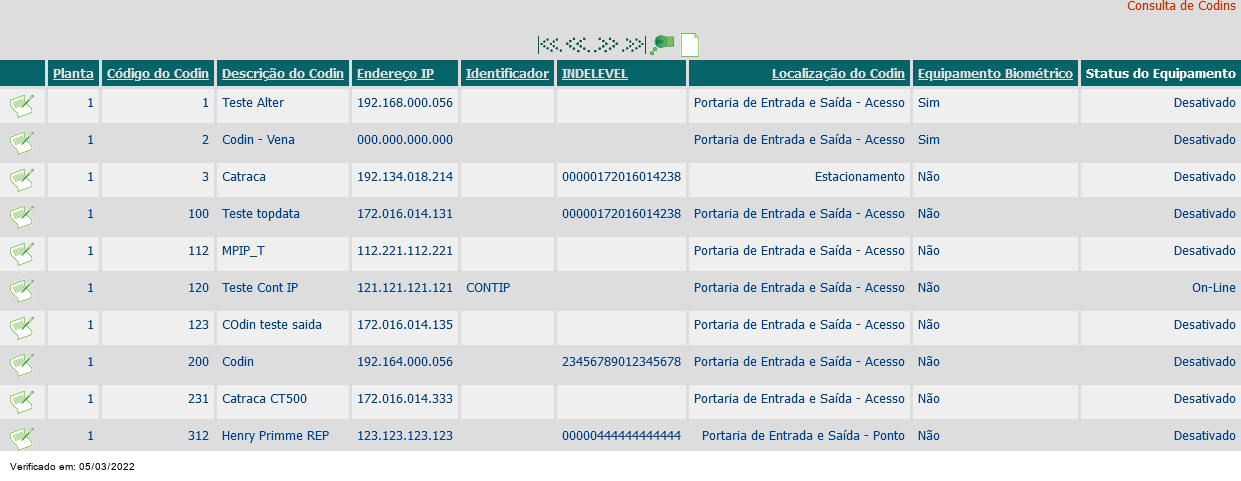 Consulta de Codins
Planta Código do Codin Descrição do Codin Endereço IP Identificador INDELEVEL Localização do Codin Equipamento Biométrico Status do Equipamento
1 1 Teste Alter 192.168.000.056 Portaria de Entrada e Saída - Acesso Sim Desativado
1 2 Codin - Vena 000.000.000.000 Portaria de Entrada e Saída - Acesso Sim Desativado
1 3 Catraca 192.134.018.214 00000172016014238 Estacionamento Não Desativado
1 100 Teste topdata 172.016.014.131 00000172016014238 Portaria de Entrada e Saída - Acesso Não Desativado
1 112 MPIP_T 112.221.112.221 Portaria de Entrada e Saída - Acesso Não Desativado
1 120 Teste Cont IP 121.121.121.121 CONTIP Portaria de Entrada e Saída - Acesso Não On-Line
1 123 COdin teste saida 172.016.014.135 Portaria de Entrada e Saída - Acesso Não Desativado
1 200 Codin 192.164.000.056 23456789012345678 Portaria de Entrada e Saída - Acesso Não Desativado
1 231 Catraca CT500 172.016.014.333 Portaria de Entrada e Saída - Acesso Não Desativado
1 312 Henry Primme REP 123.123.123.123 00000444444444444 Portaria de Entrada e Saída - Ponto Não Desativado
Verificado em: 05/03/2022